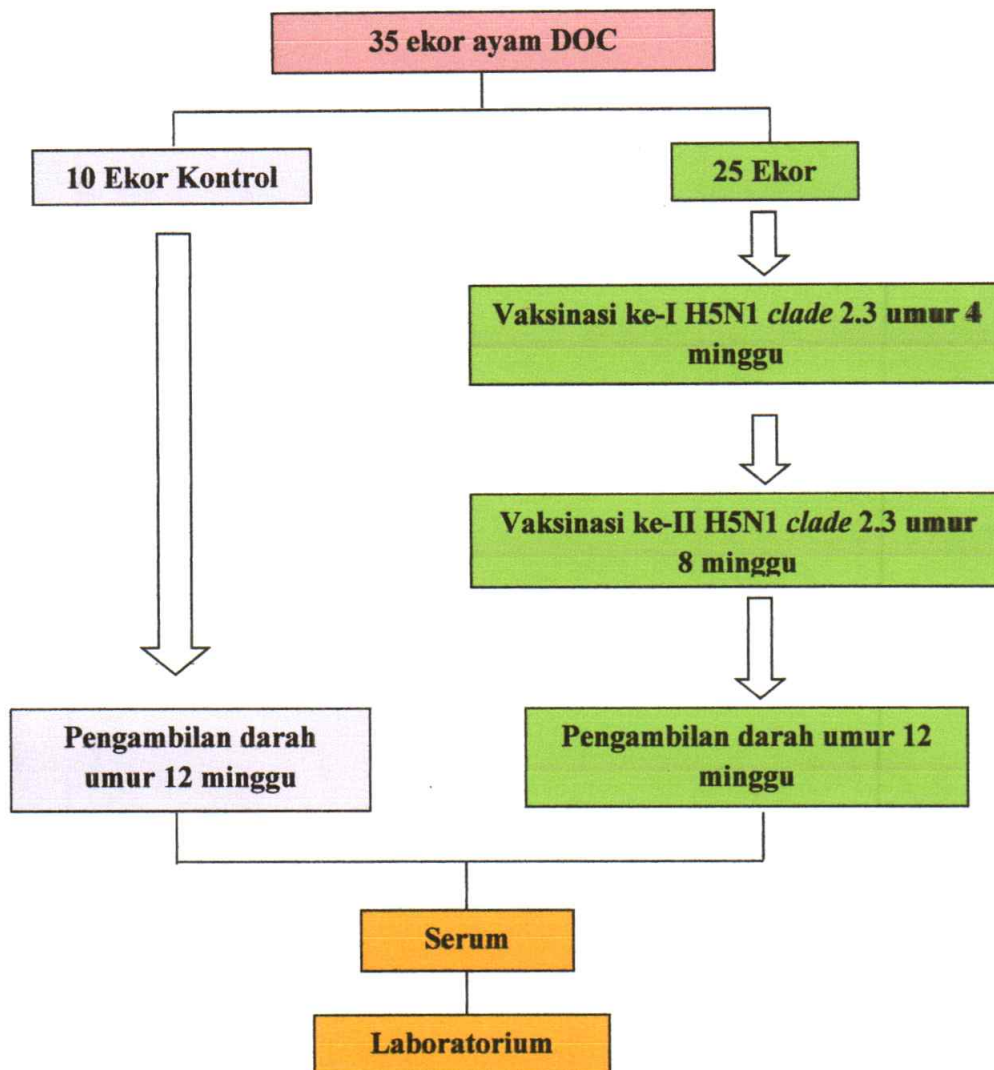 35 ekor ayam DOC
10 Ekor Kontrol
25 Ekor
Vaksinasi ke-I H5N1 clade 2.3 umur 4
minggu
Vaksinasi ke-II H5N1 clade 2.3 umur
8 minggu
Pengambilan darah
umur 12 minggu
Pengambilan darah umur 12
minggu
Serum
Laboratorium